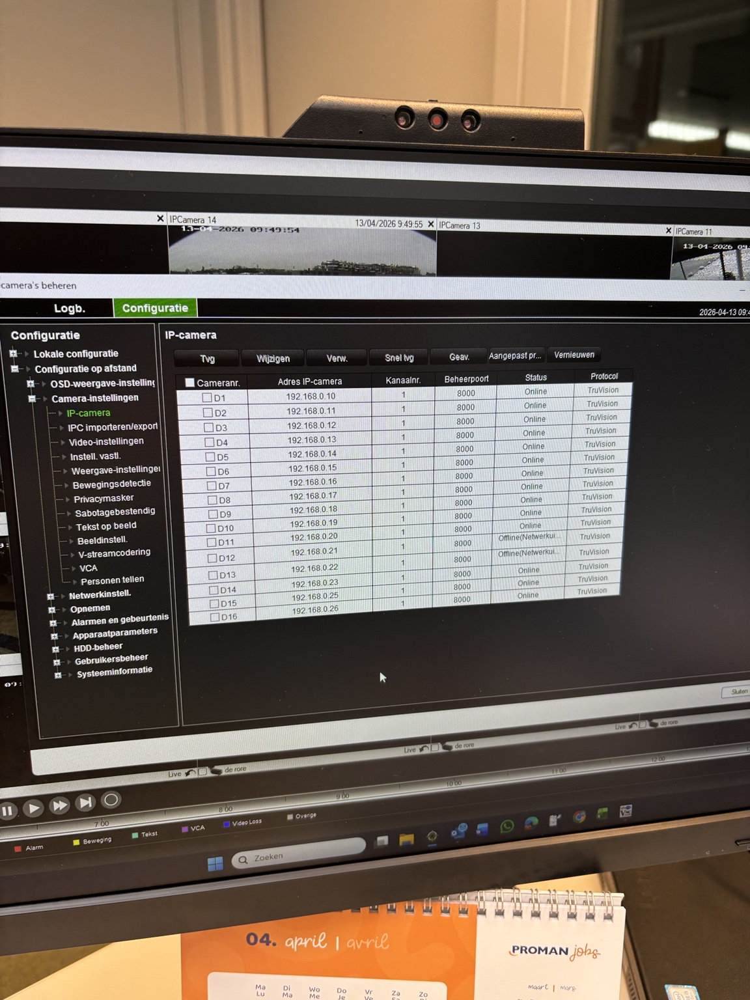 IPCamera 14
13/04/2026 9:49:55
IPCamera 13
IPCamera 11
13-04-2026 09:49:54
13-04-2026 09
camera's beheren
Logb.
Configuratie
2026-04-13 09:4
Configuratie
Lokale configuratie
Configuratie op afstand
OSD-weergave-instelling
Camera-instellingen
IP-camera
IPC importeren/export
Video-instellingen
Instell. vastl.
Weergave-instellingen
Bewegingsdetectie
Privacymasker
Sabotagebestendig
Tekst op beeld
Beeldinstell.
V-streamcodering
VCA
Personen tellen
Netwerkinstell.
Opnemen
Alarmen en gebeurtenis
Apparaatparameters
HDD-beheer
Gebruikersbeheer
Systeeminformatie
IP-camera
Tvg Wijzigen Verw. Snel tvg Geav. Aangepast pr... Vernieuwen
Cameranr. Adres IP-camera Kanaalnr. Beheerpoort Status Protocol
D1 192.168.0.10 1 8000 Online TruVision
D2 192.168.0.11 1 8000 Online TruVision
D3 192.168.0.12 1 8000 Online TruVision
D4 192.168.0.13 1 8000 Online TruVision
D5 192.168.0.14 1 8000 Online TruVision
D6 192.168.0.15 1 8000 Online TruVision
D7 192.168.0.16 1 8000 Online TruVision
D8 192.168.0.17 1 8000 Online TruVision
D9 192.168.0.18 1 8000 Online TruVision
D10 192.168.0.19 1 8000 Online TruVision
D11 192.168.0.20 1 8000 Online TruVision
D12 192.168.0.21 1 8000 Offline(Netwerkui... TruVision
D13 192.168.0.22 1 8000 Offline(Netwerkui... TruVision
D14 192.168.0.23 1 8000 Online TruVision
D15 192.168.0.25 1 8000 Online TruVision
D16 192.168.0.26 1 8000 Online TruVision
Sluiten
09:
Live de rore
Live de rore
Live de rore
7:00 8:00 9:00 10:00 11:00 12:00
Alarm Beweging Tekst VCA Video Loss Overige
Zoeken
04. april | avril
PROMAN jobs
Ma Di Wo Do Vr Za Zo
Lu Ma Me Je Ve
maart | mars